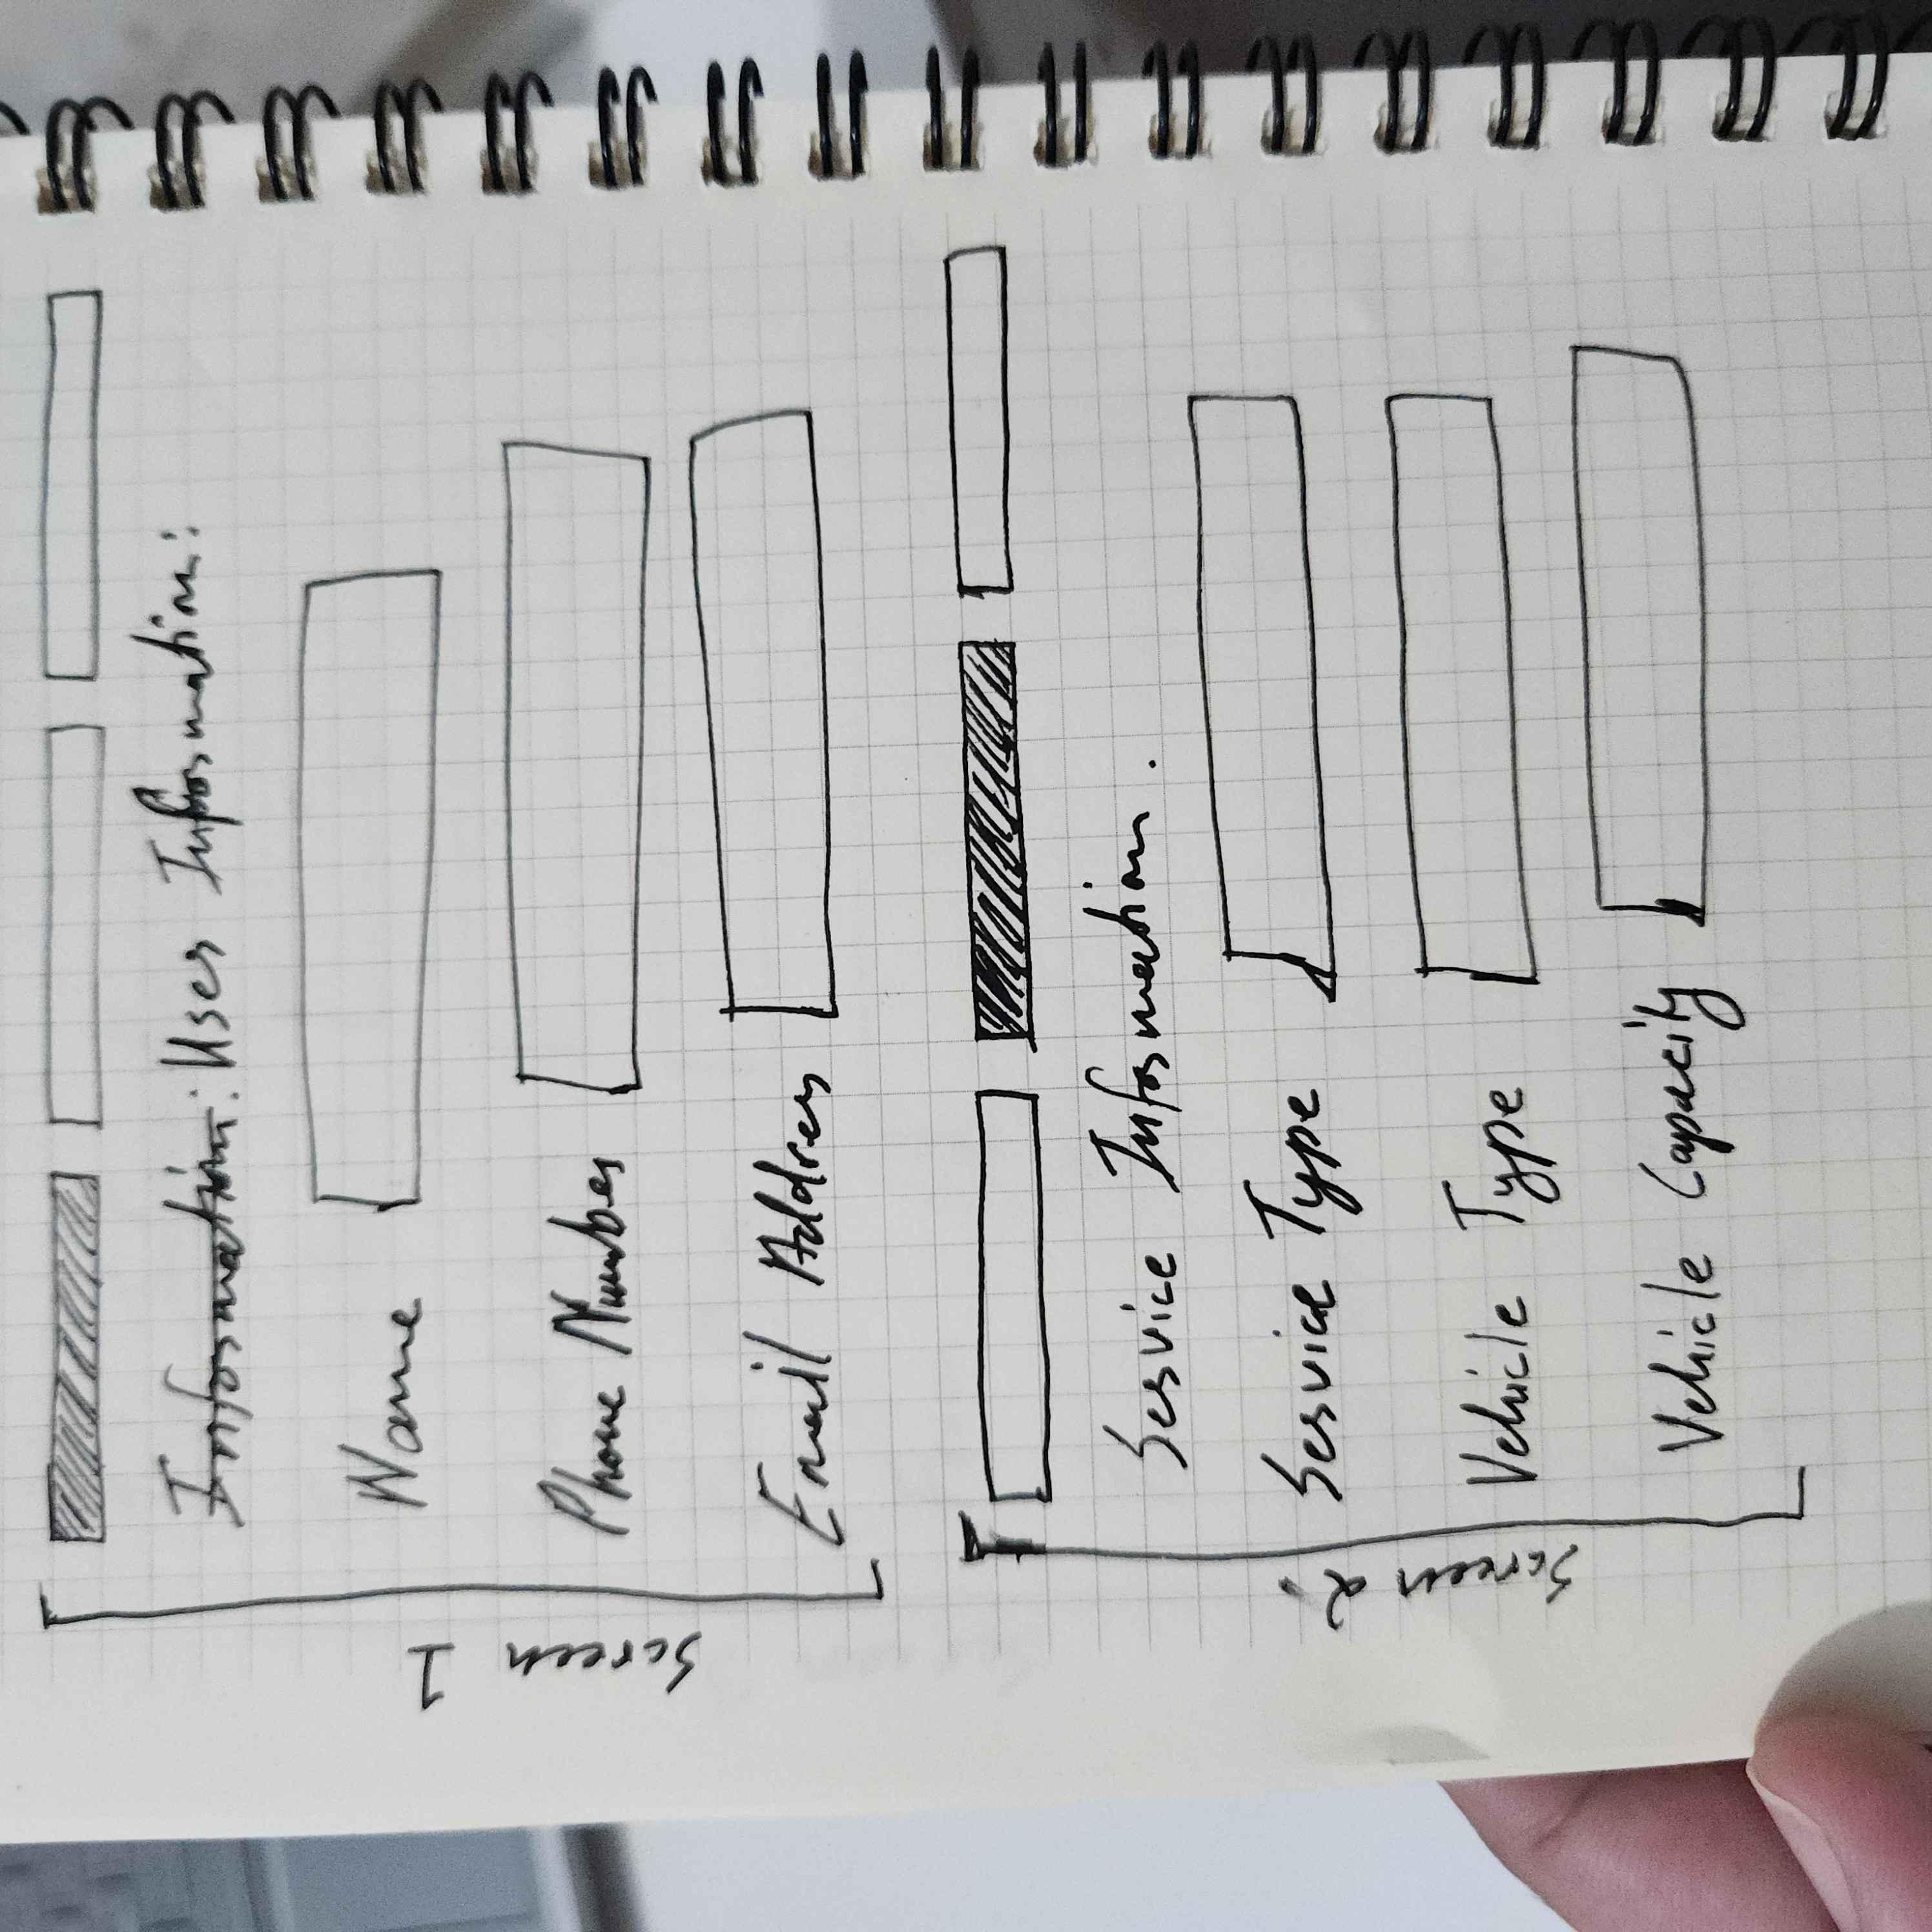 Screen 1
Information: User Information:
Name
Phone Number
Email Address
Screen 2.
Service Information.
Service Type
Vehicle Type
Vehicle Capacity